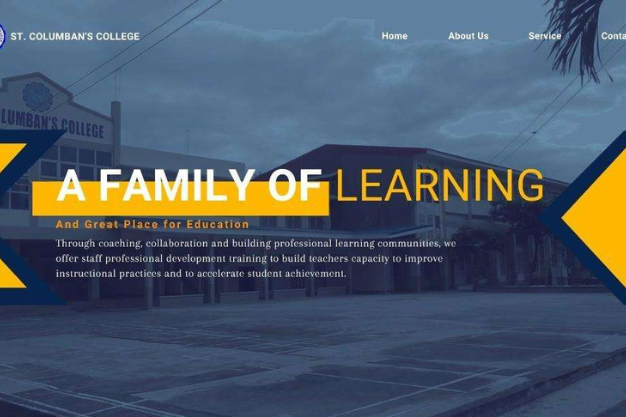 ST. COLUMBAN'S COLLEGE
Home About Us Service Conta
LUMBAN'S COLLEGE
A FAMILY OF LEARNING
And Great Place for Education
Through coaching, collaboration and building professional learning communities, we
offer staff professional development training to build teachers capacity to improve
instructional practices and to accelerate student achievement.